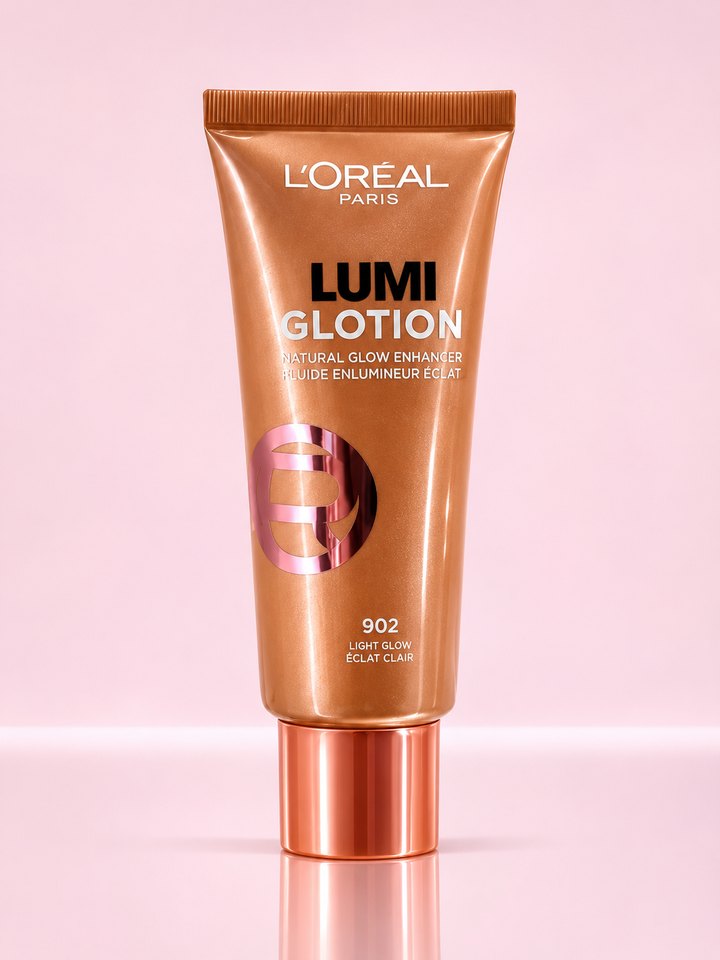 L'ORÉAL
PARIS
LUMI
GLOTION
NATURAL GLOW ENHANCER
FLUIDE ENLUMINEUR ÉCLAT
902
LIGHT GLOW
ÉCLAT CLAIR